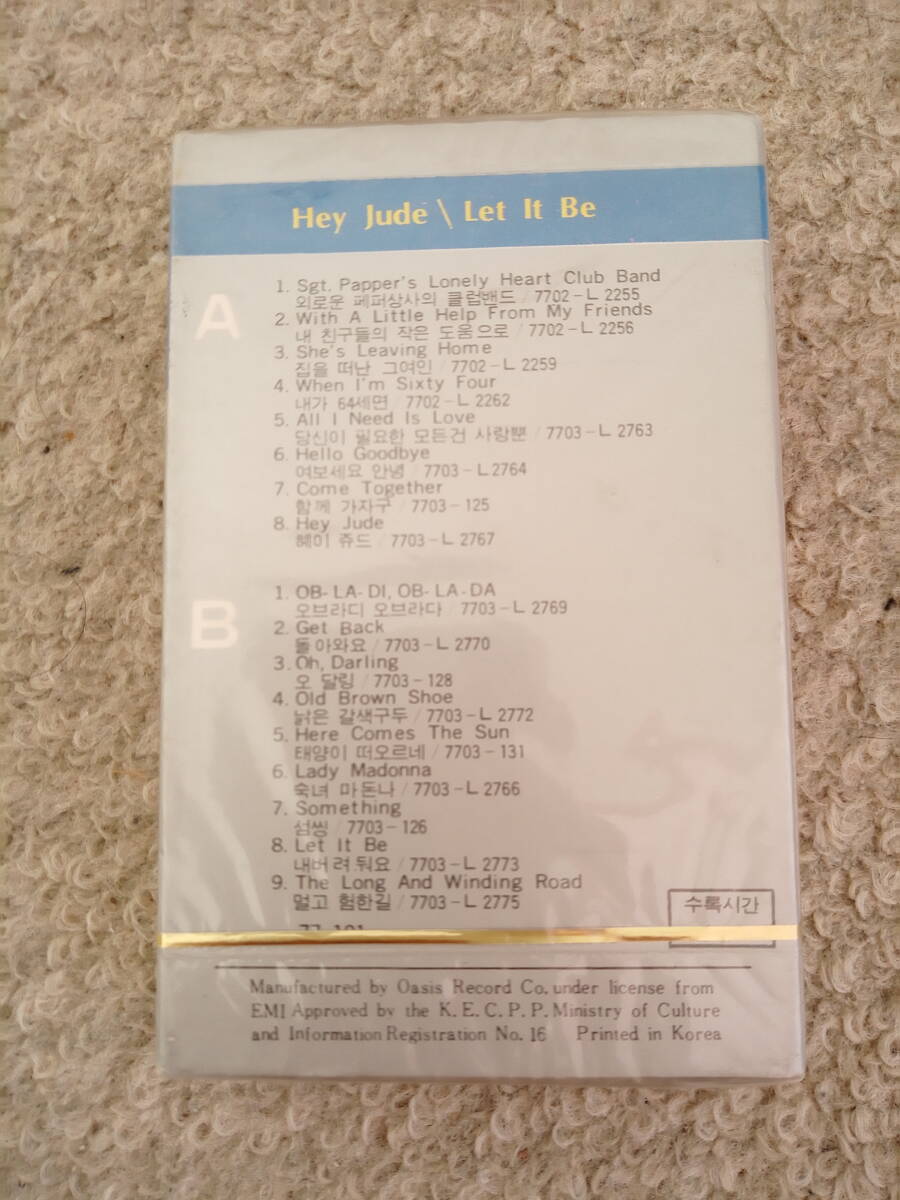 Hey Jude \ Let It Be
A
1. Sgt. Papper's Lonely Heart Club Band
외로운 페퍼상사의 클럽밴드 / 7702-L 2255
2. With A Little Help From My Friends
내 친구들의 작은 도움으로 / 7702-L 2256
3. She's Leaving Home
집을 떠난 그여인 / 7702-L 2259
4. When I'm Sixty Four
내가 64세면 / 7702-L 2262
5. All I Need Is Love
당신이 필요한 모든건 사랑뿐 / 7703-L 2763
6. Hello Goodbye
여보세요 안녕 / 7703-L 2764
7. Come Together
함께 가자구 / 7703-125
8. Hey Jude
헤이 쥬드 / 7703-L 2767
B
1. OB-LA-DI, OB-LA-DA
오브라디 오브라다 / 7703-L 2769
2. Get Back
돌아와요 / 7703-L 2770
3. Oh, Darling
오 달링 / 7703-128
4. Old Brown Shoe
낡은 갈색구두 / 7703-L 2772
5. Here Comes The Sun
태양이 떠오르네 / 7703-131
6. Lady Madonna
숙녀 마돈나 / 7703-L 2766
7. Something
섬씽 / 7703-126
8. Let It Be
내버려둬요 / 7703-L 2773
9. The Long And Winding Road
멀고 험한길 / 7703-L 2775
수록시간
Manufactured by Oasis Record Co. under license from
EMI Approved by the K. E. C. P. P. Ministry of Culture
and Information Registration No. 16 Printed in Korea